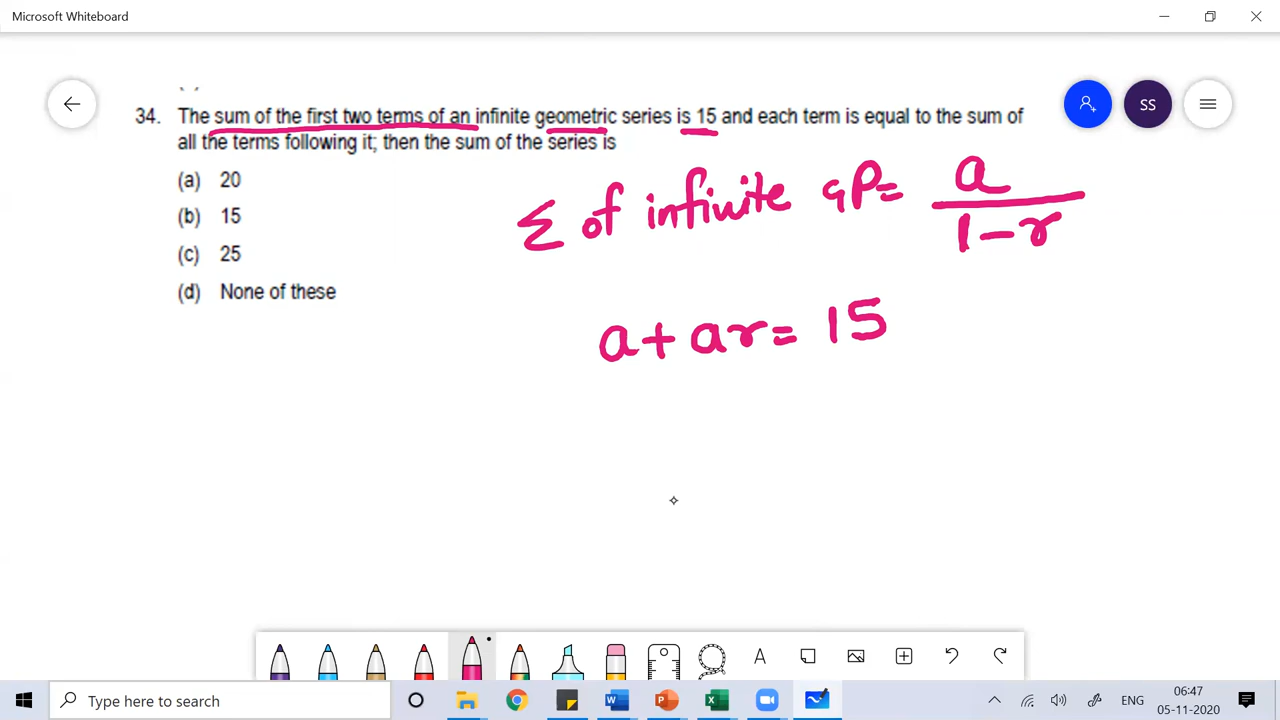 Microsoft Whiteboard
SS
34. The sum of the first two terms of an infinite geometric series is 15 and each term is equal to the sum of
all the terms following it; then the sum of the series is
(a) 20
(b) 15
(c) 25
(d) None of these
Σ of infinite GP = a / 1-r
a + ar = 15
A
Type here to search
ENG
06:47
05-11-2020